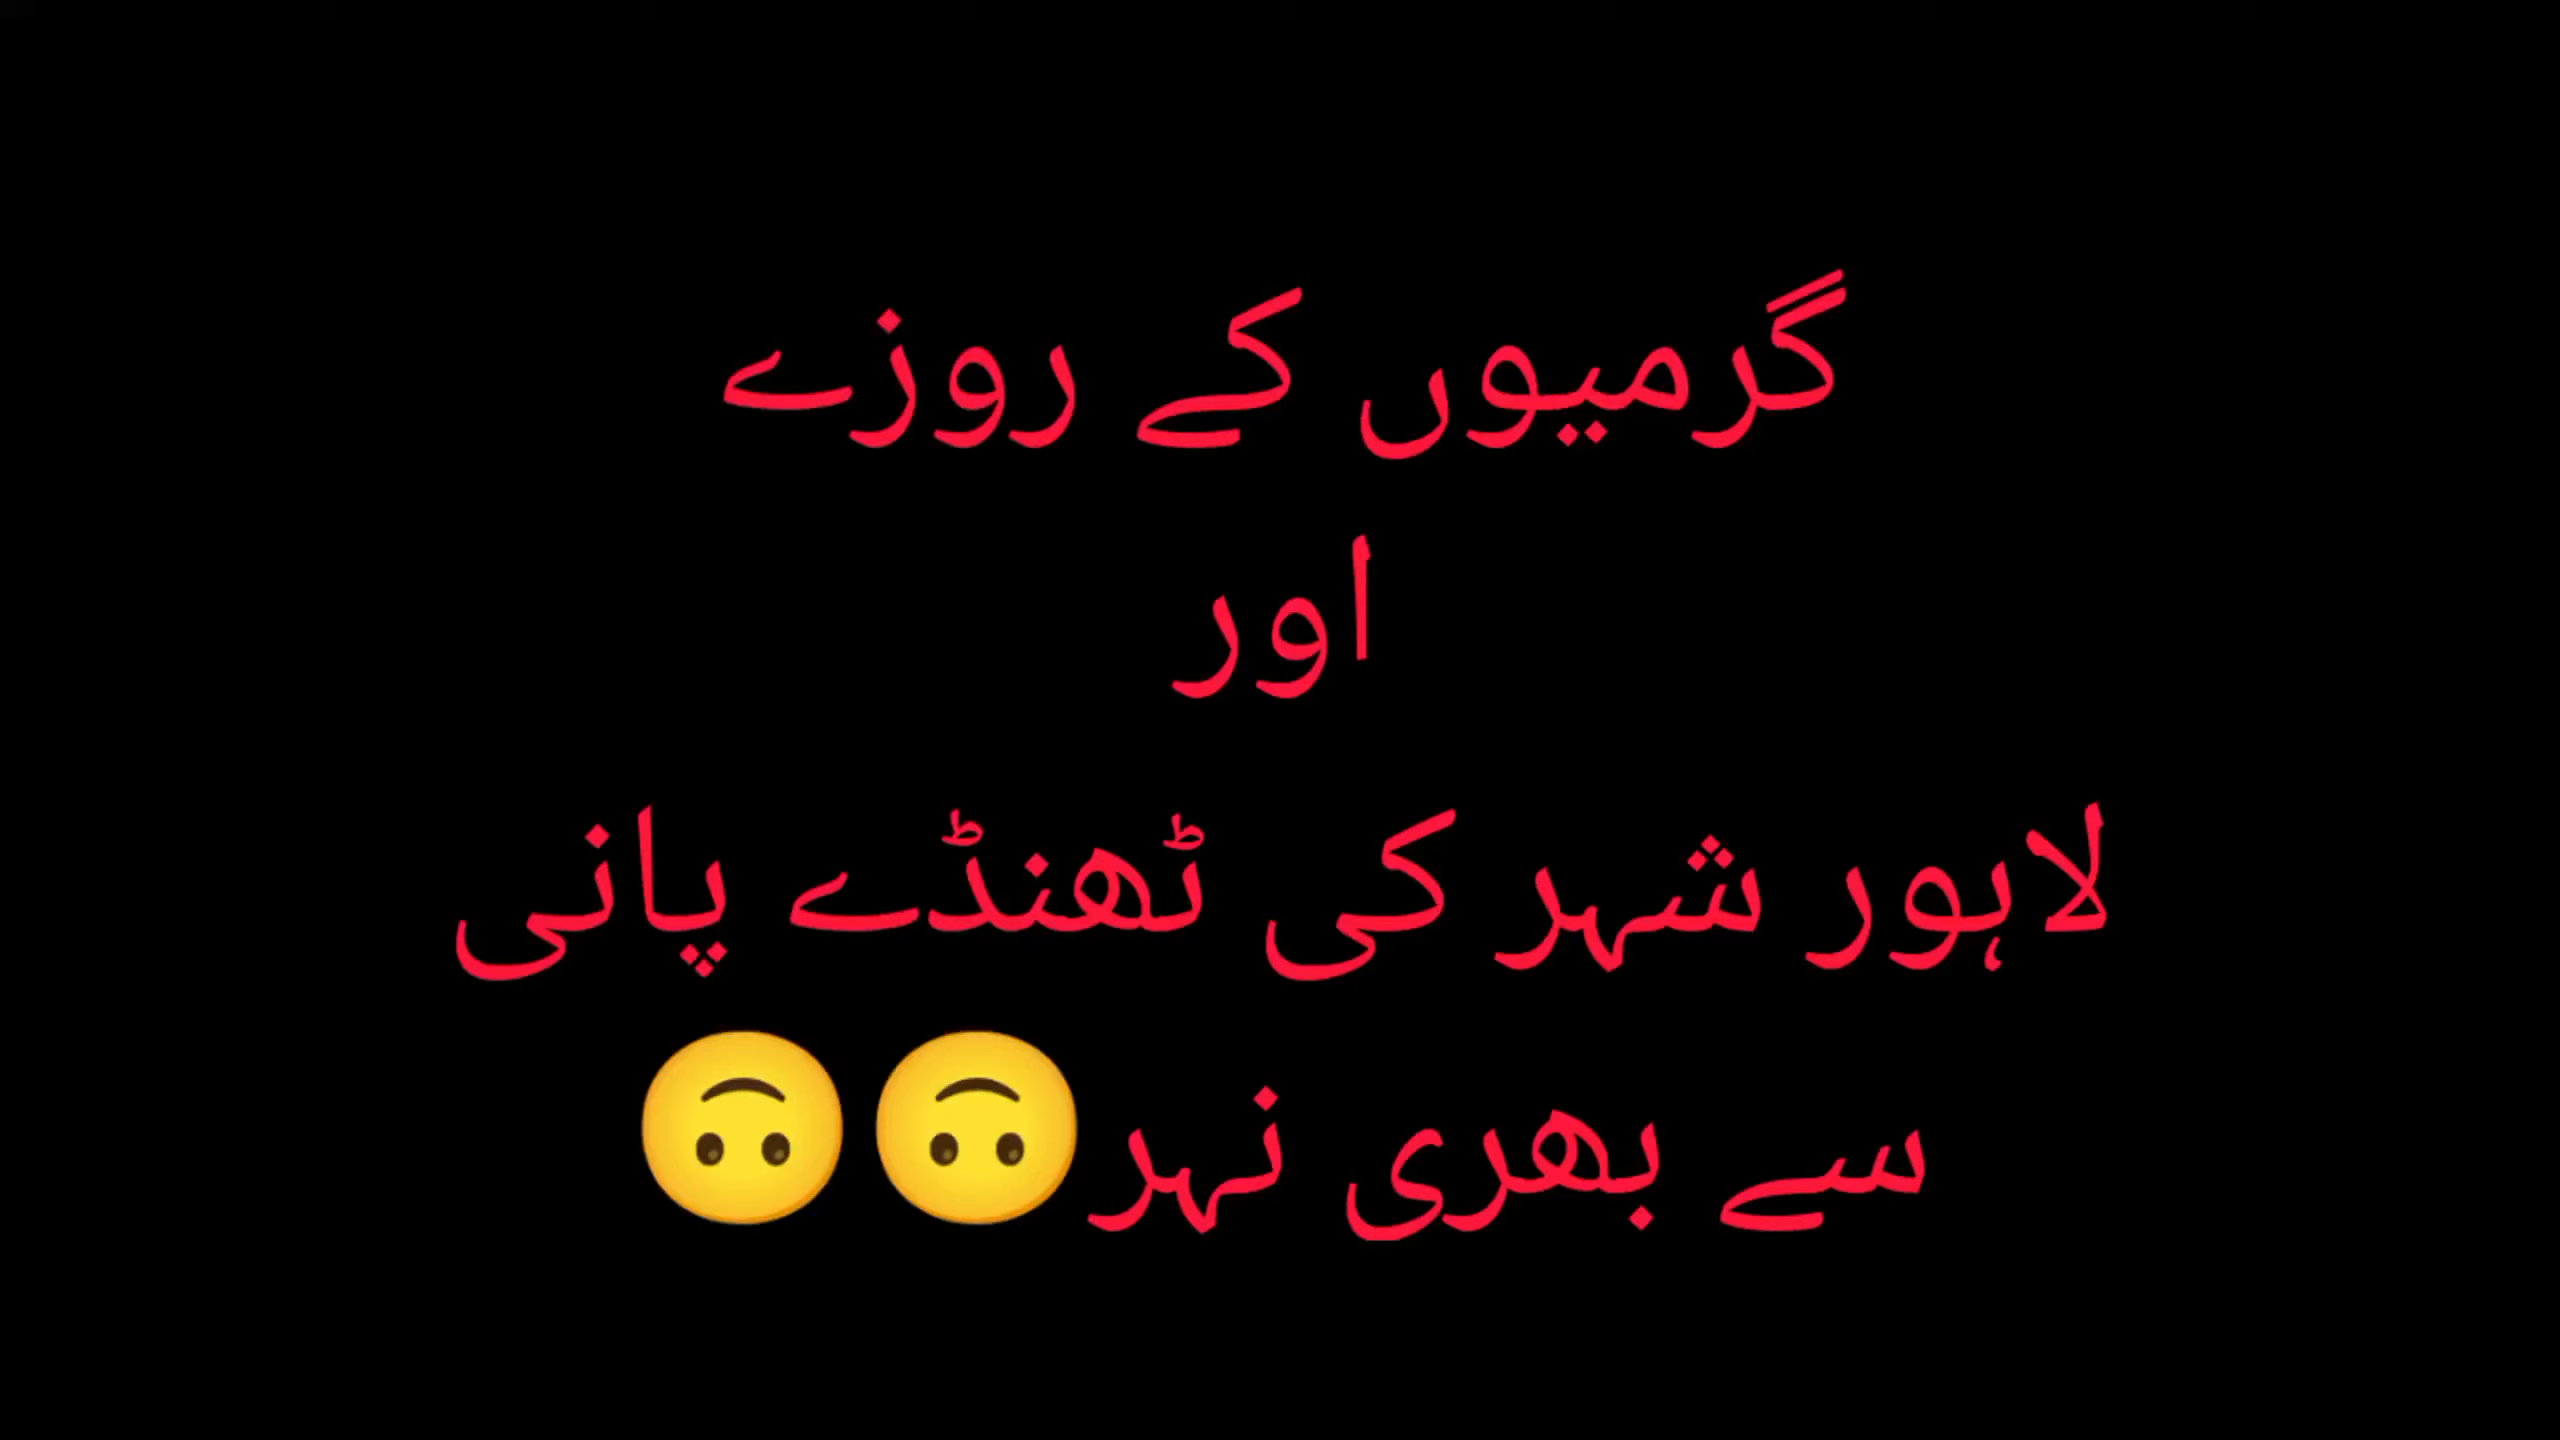 گرمیوں کے روزے
اور
لاہور شہر کی ٹھنڈے پانی
سے بھری نہر🙃🙃